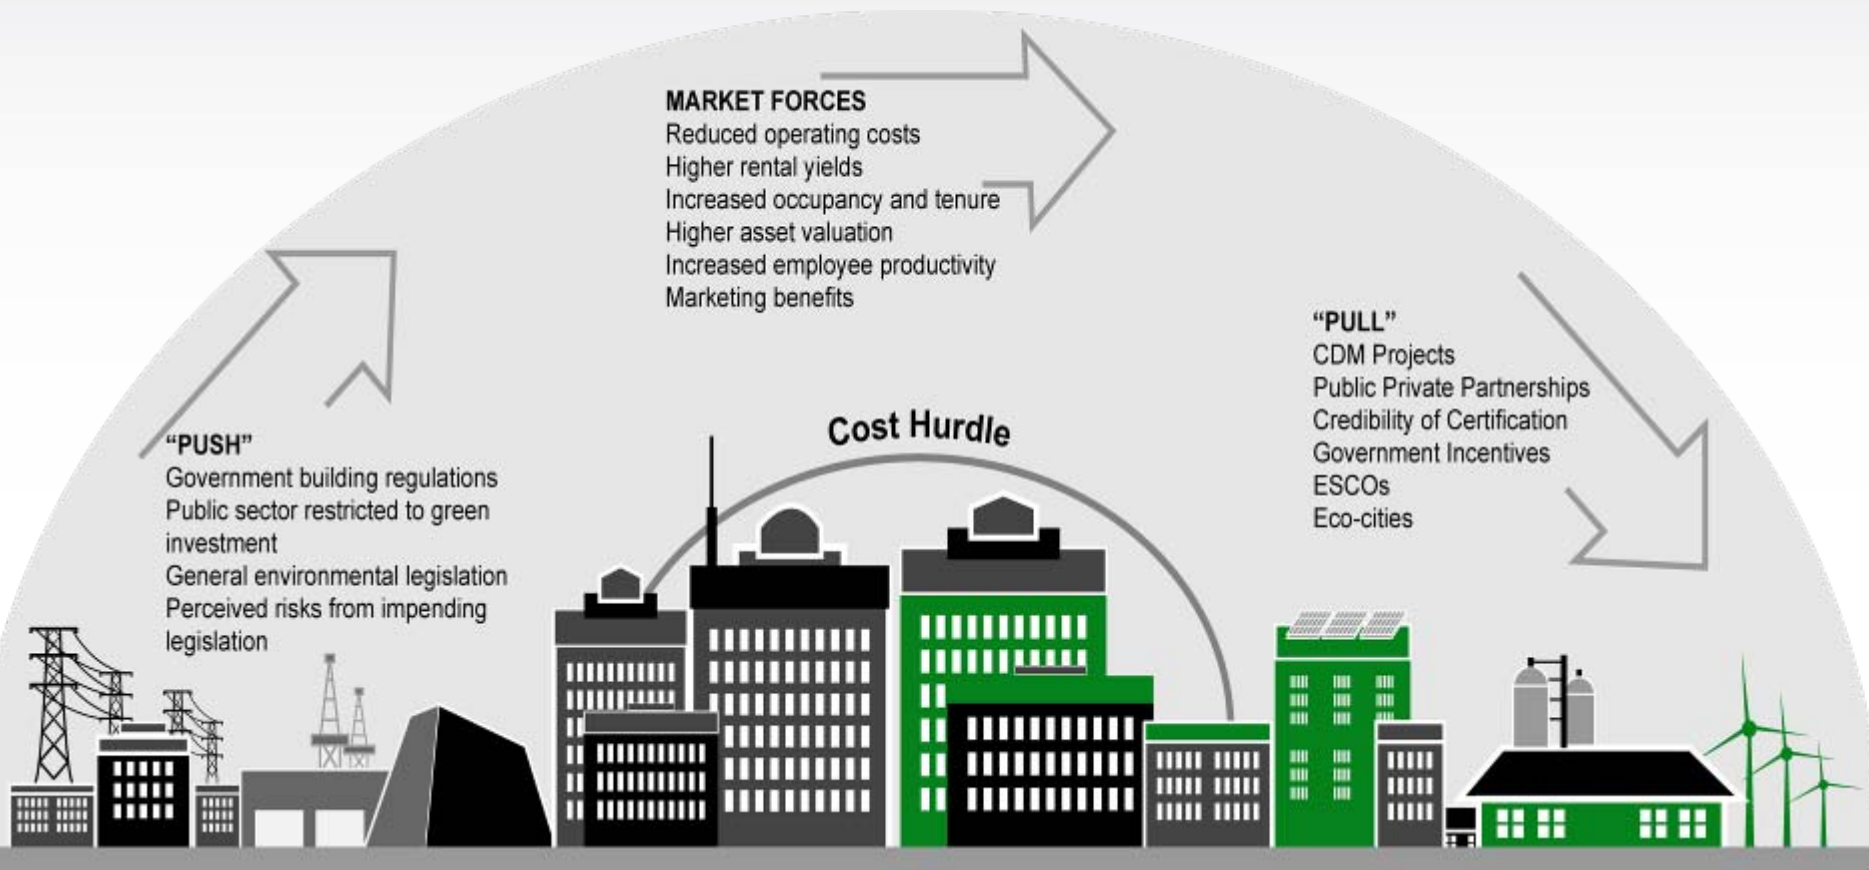 MARKET FORCES
Reduced operating costs
Higher rental yields
Increased occupancy and tenure
Higher asset valuation
Increased employee productivity
Marketing benefits
“PULL”
CDM Projects
Public Private Partnerships
Credibility of Certification
Government Incentives
ESCOs
Eco-cities
Cost Hurdle
“PUSH”
Government building regulations
Public sector restricted to green
investment
General environmental legislation
Perceived risks from impending
legislation